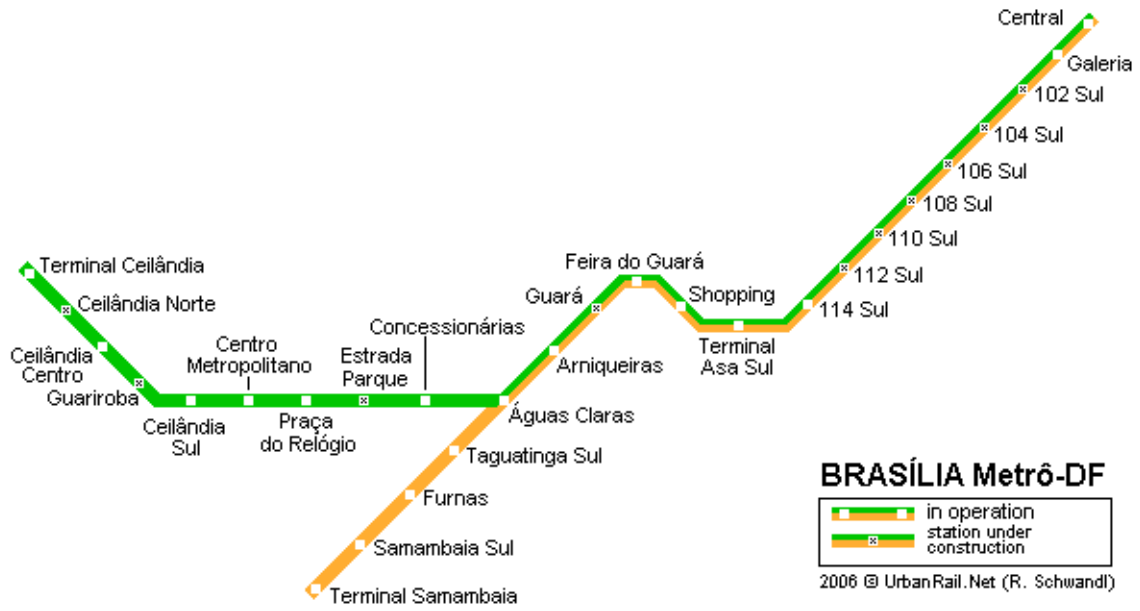 Central
Galeria
102 Sul
104 Sul
106 Sul
108 Sul
110 Sul
112 Sul
114 Sul
Feira do Guará
Shopping
Guará
Terminal
Asa Sul
Arniqueiras
Terminal Ceilândia
Ceilândia Norte
Ceilândia
Centro
Guariroba
Ceilândia
Sul
Centro
Metropolitano
Praça
do Relógio
Estrada
Parque
Concessionárias
Águas Claras
Taguatinga Sul
Furnas
Samambaia Sul
Terminal Samambaia
BRASÍLIA Metrô-DF
in operation
station under
construction
2006 @ UrbanRail.Net (R. Schwandl)